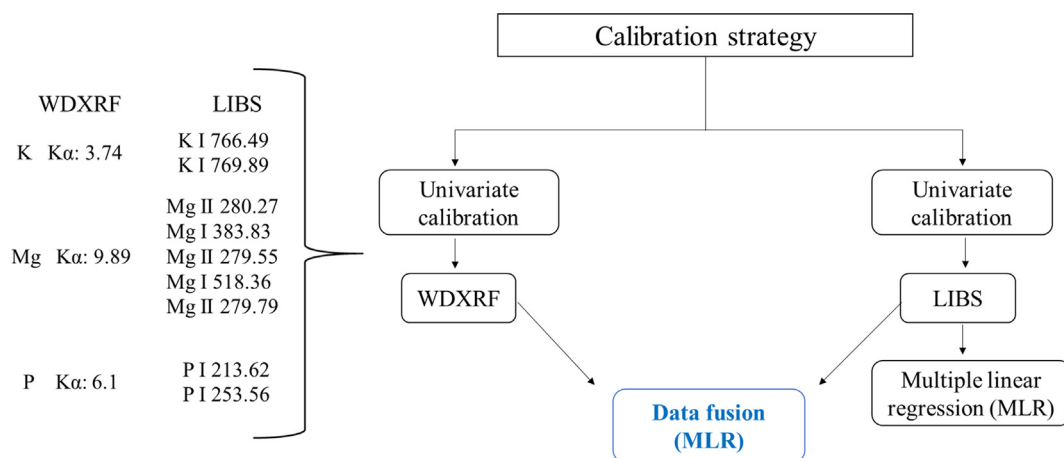 Calibration strategy
WDXRF
LIBS
K Kα: 3.74
K I 766.49
K I 769.89
Mg Kα: 9.89
Mg II 280.27
Mg I 383.83
Mg II 279.55
Mg I 518.36
Mg II 279.79
P Kα: 6.1
P I 213.62
P I 253.56
Univariate
calibration
WDXRF
Univariate
calibration
LIBS
Data fusion
(MLR)
Multiple linear
regression (MLR)